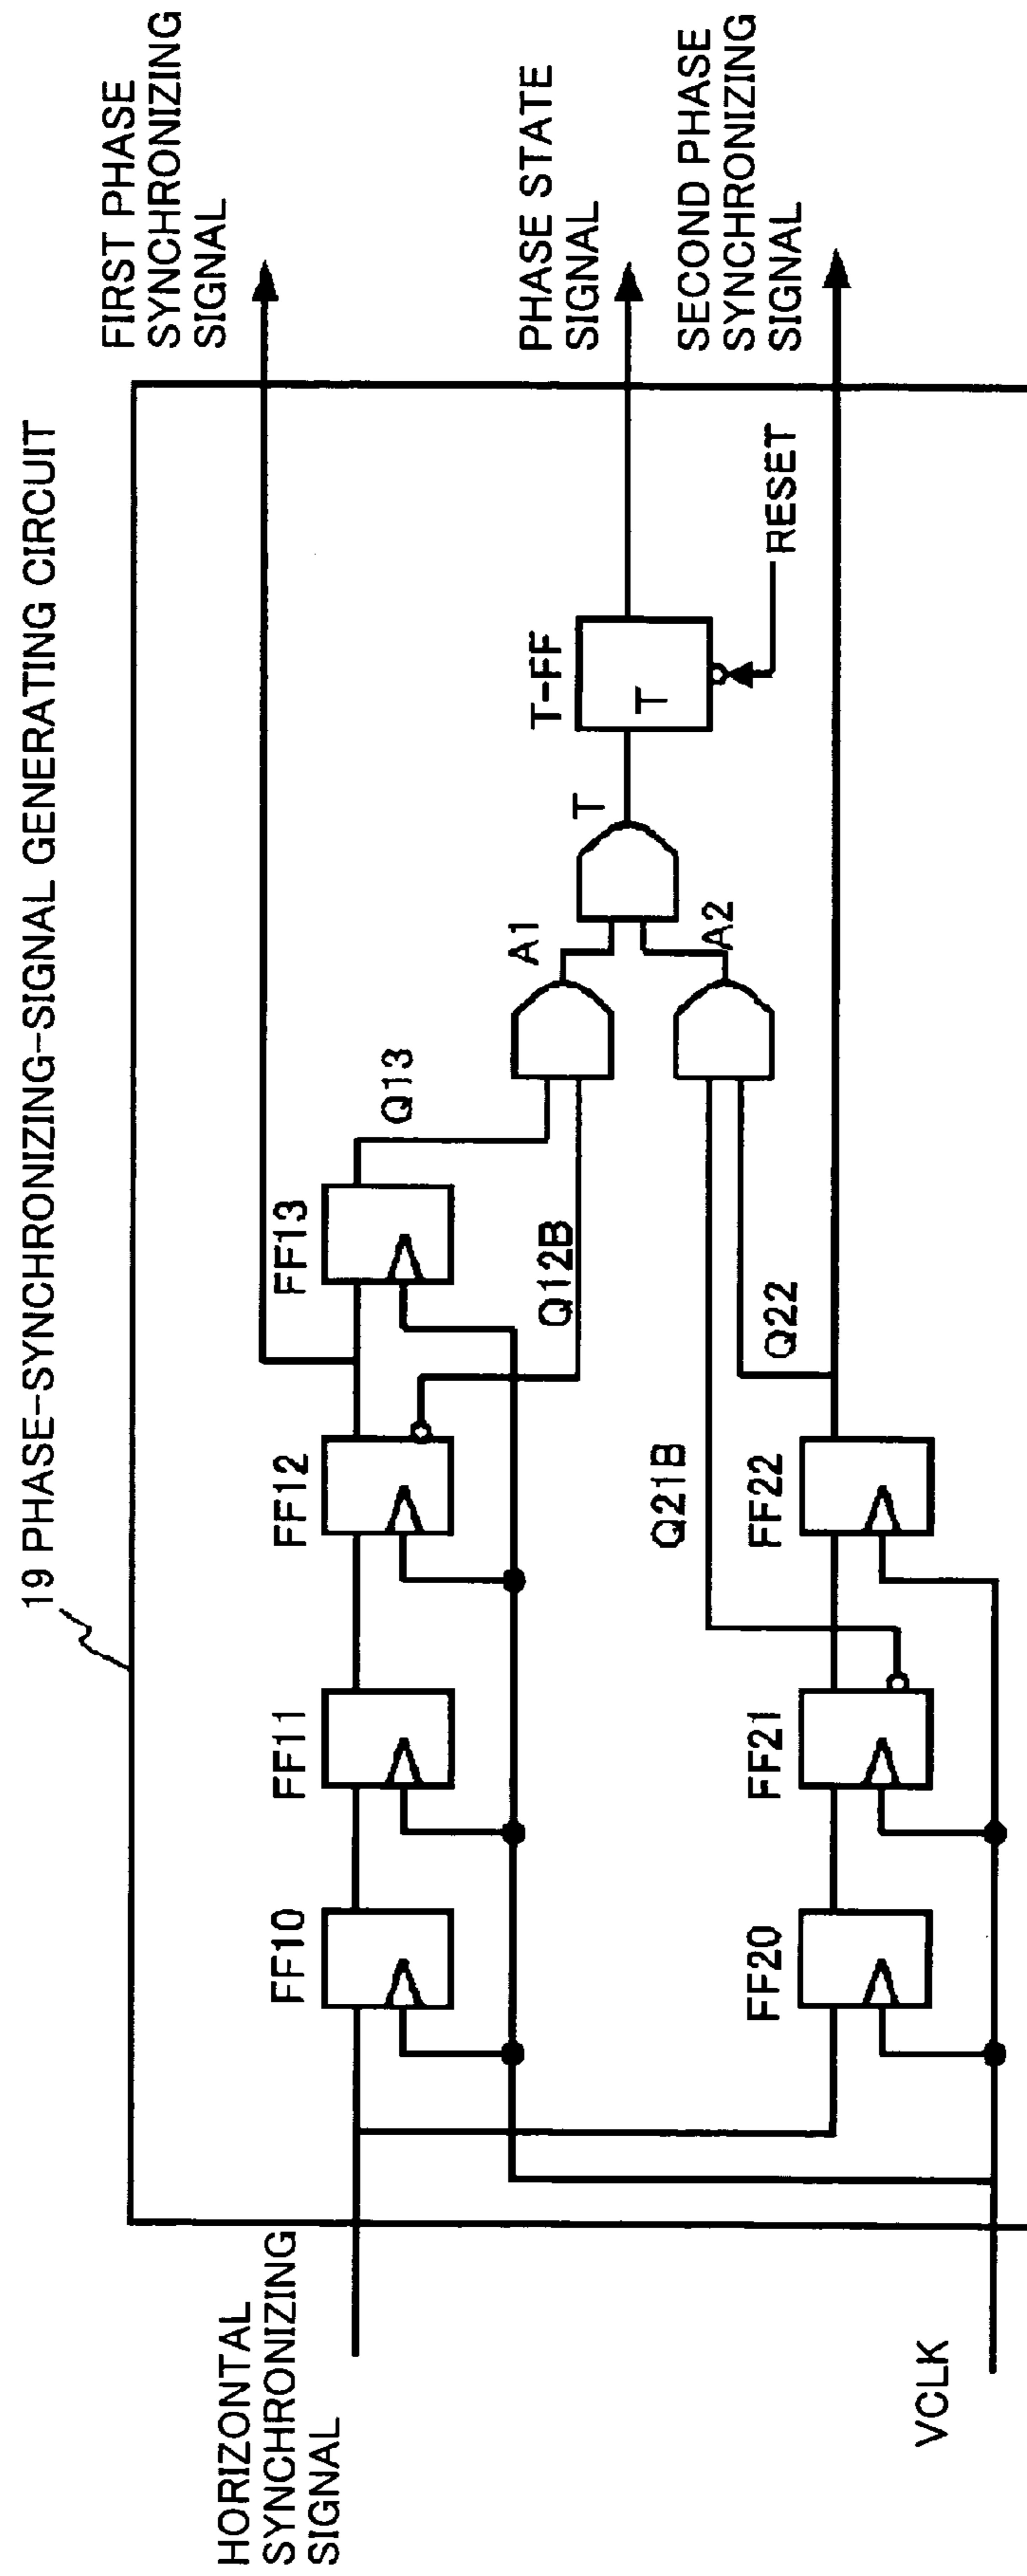 19 PHASE-SYNCHRONIZING-SIGNAL GENERATING CIRCUIT
HORIZONTAL
SYNCHRONIZING
SIGNAL
FF10
FF11
FF12
FF13
Q13
Q12B
FIRST PHASE
SYNCHRONIZING
SIGNAL
A1
T
T-FF
T
PHASE STATE
SIGNAL
A2
RESET
Q21B
Q22
SECOND PHASE
SYNCHRONIZING
SIGNAL
FF20
FF21
FF22
VCLK